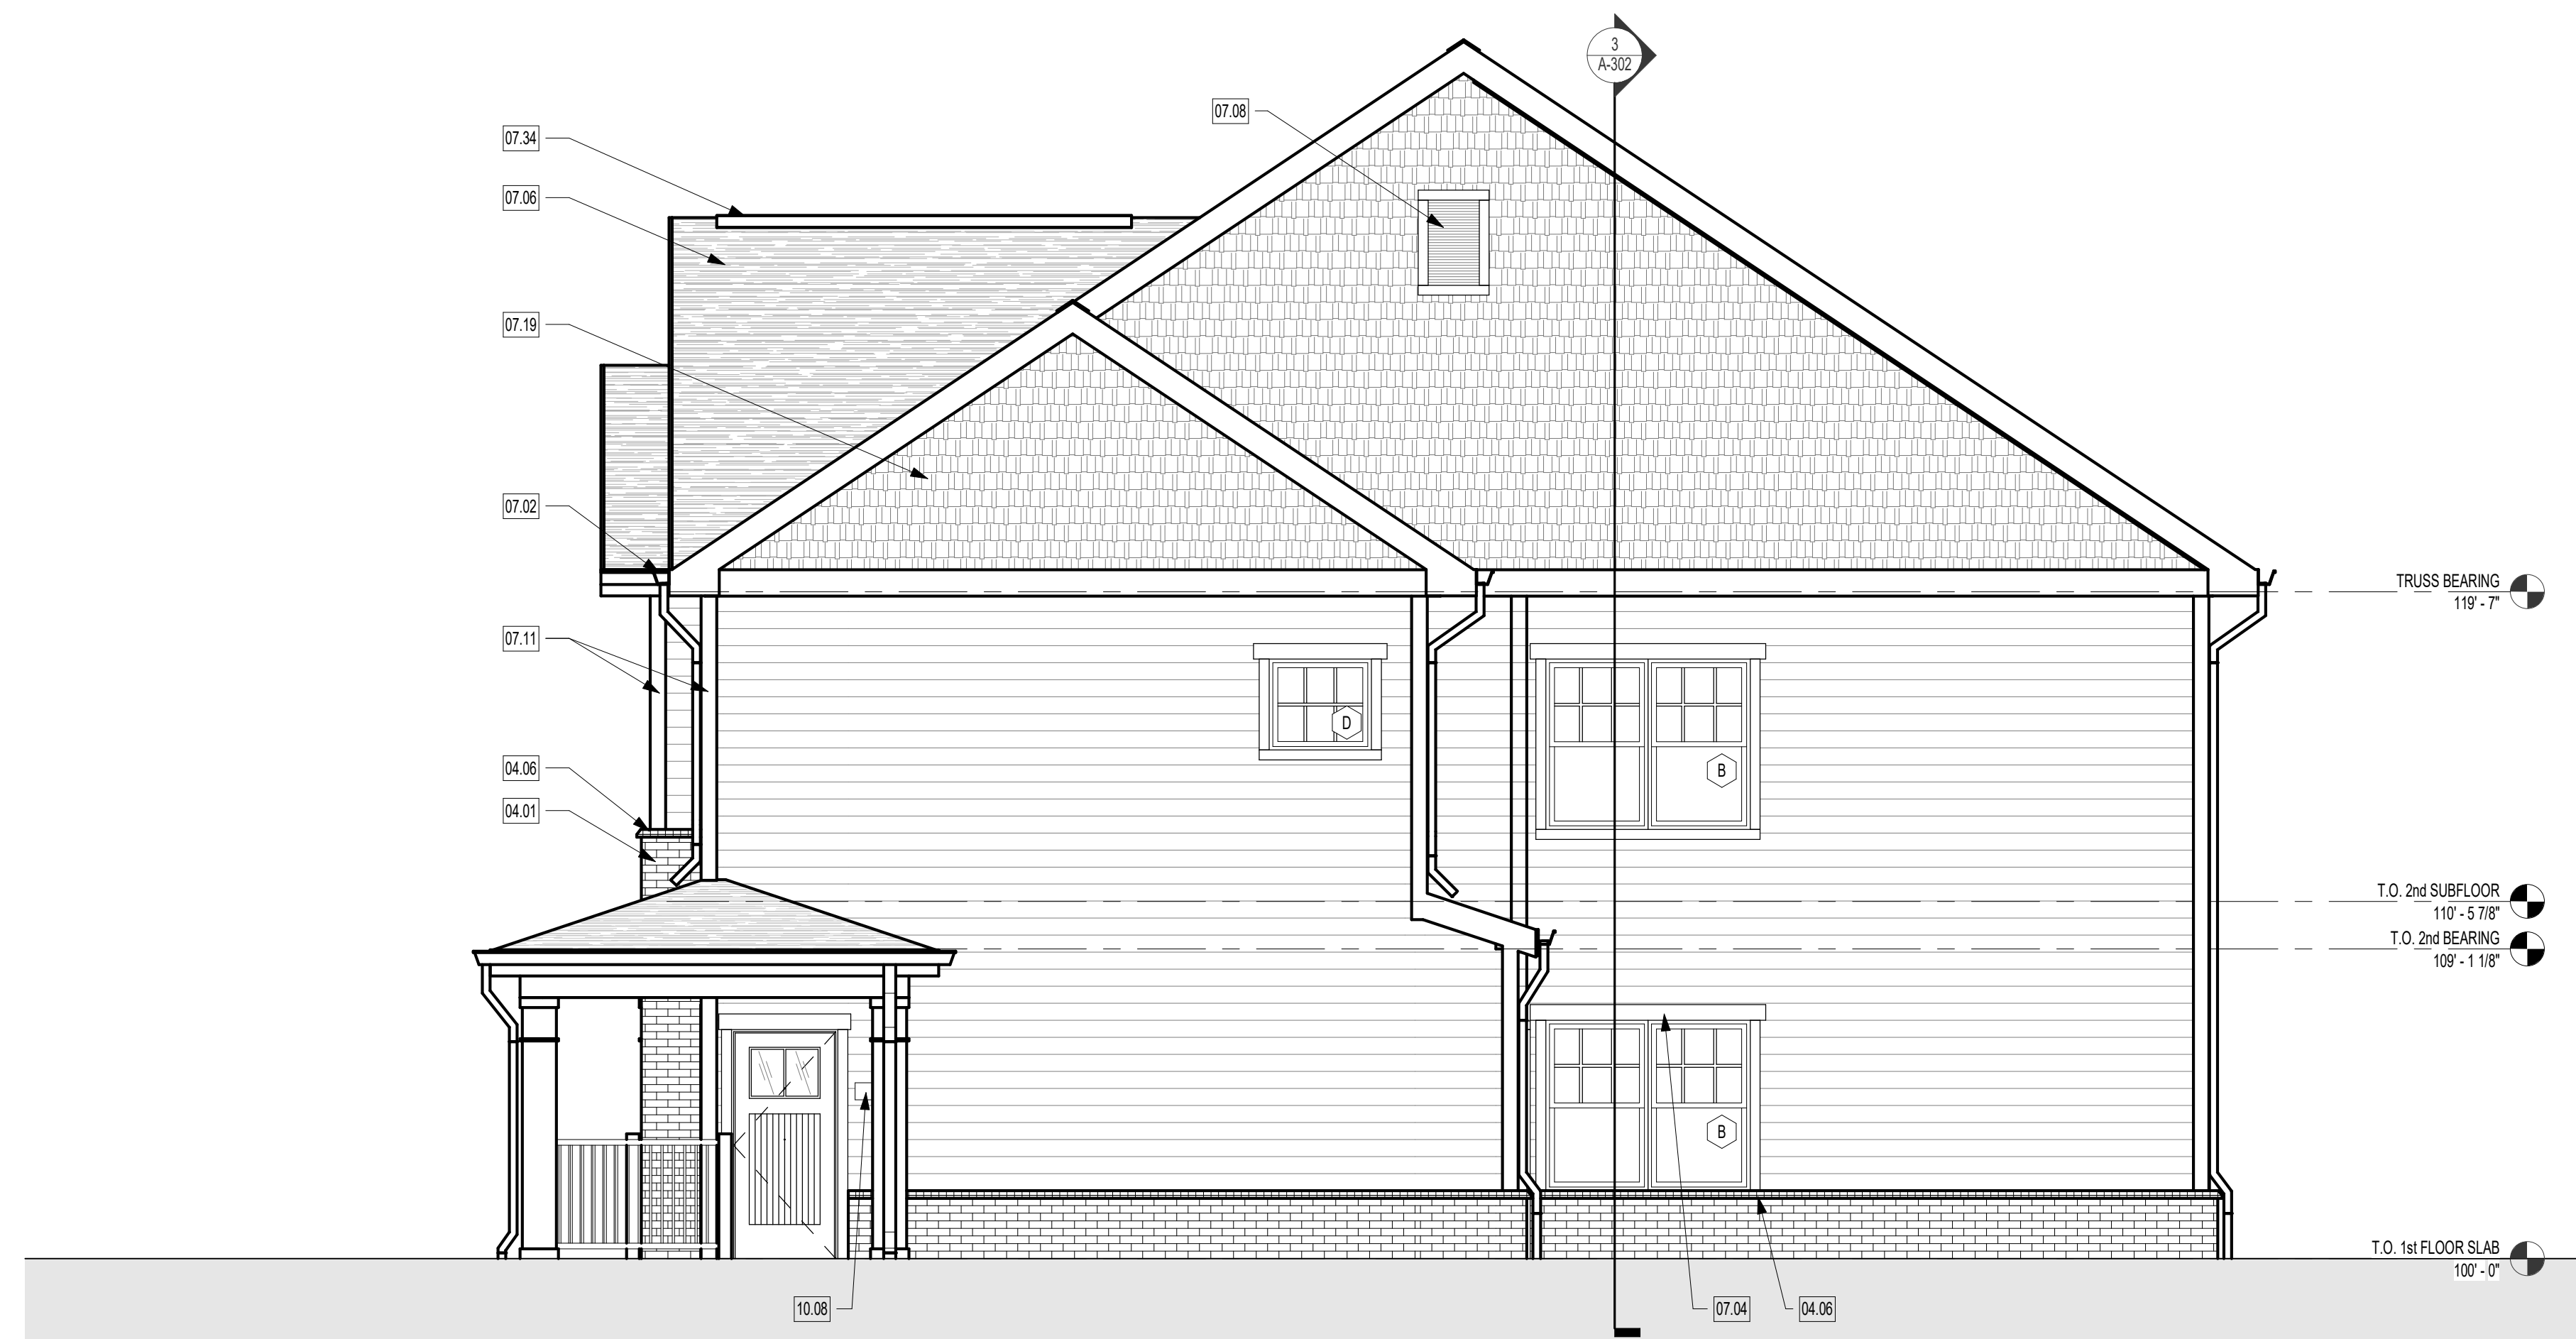 3
A-302
07.08
07.34
07.06
07.19
07.02
TRUSS BEARING
119' - 7"
07.11
D
B
04.06
04.01
T.O. 2nd SUBFLOOR
110' - 5 7/8"
T.O. 2nd BEARING
109' - 1 1/8"
B
T.O. 1st FLOOR SLAB
100' - 0"
10.08
07.04
04.06